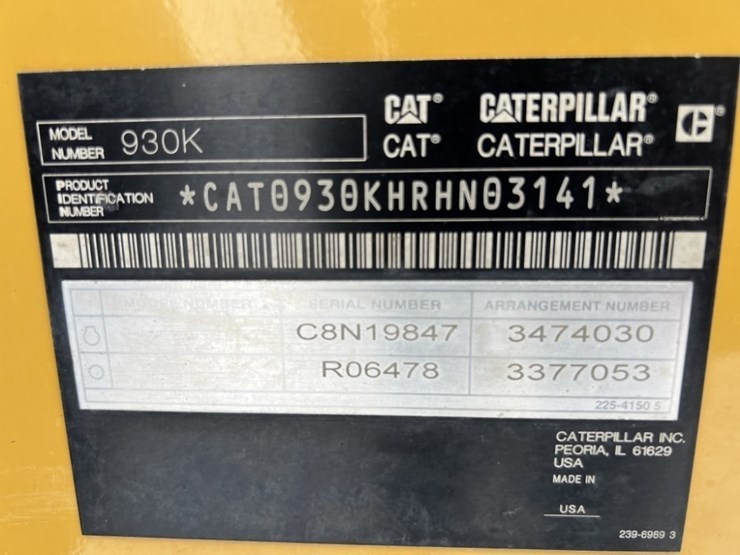 CAT® CATERPILLAR®
MODEL NUMBER 930K CAT® CATERPILLAR®
PRODUCT IDENTIFICATION NUMBER *CAT0930KHRHN03141*
MODEL NUMBER SERIAL NUMBER ARRANGEMENT NUMBER
C8N19847 3474030
R06478 3377053
225-4150 5
CATERPILLAR INC.
PEORIA, IL 61629
USA
MADE IN
USA
239-6969 3